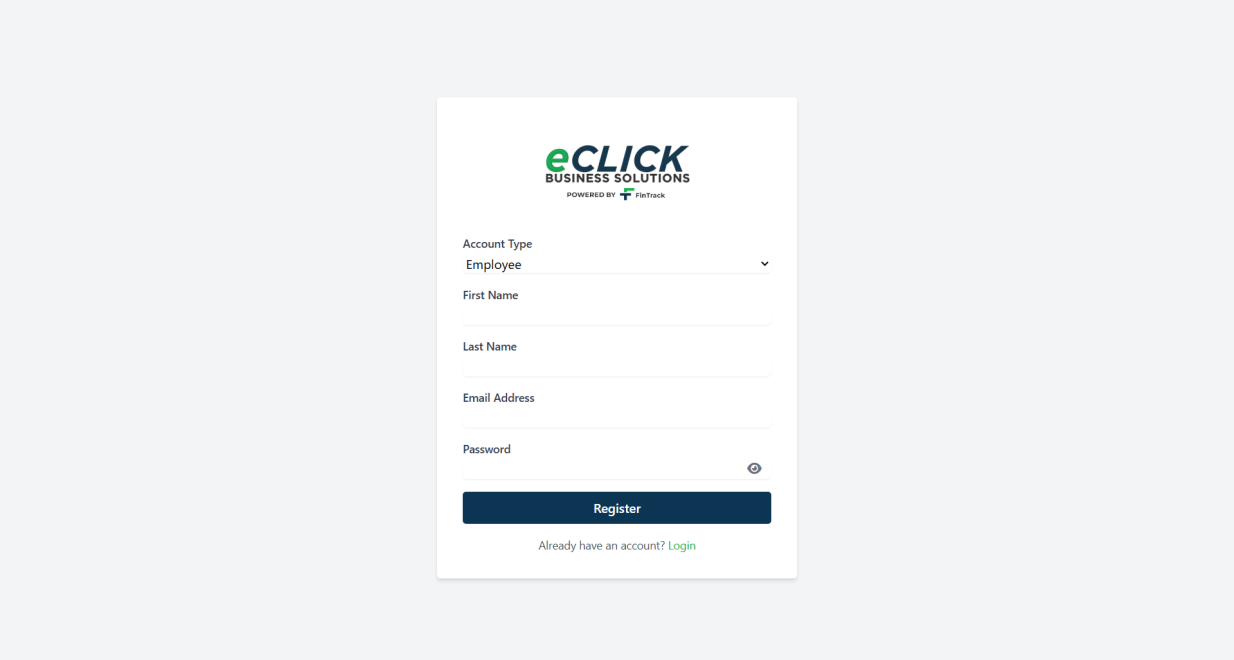 eCLICK
BUSINESS SOLUTIONS
POWERED BY FinTrack
Account Type
Employee
First Name
Last Name
Email Address
Password
Register
Already have an account? Login